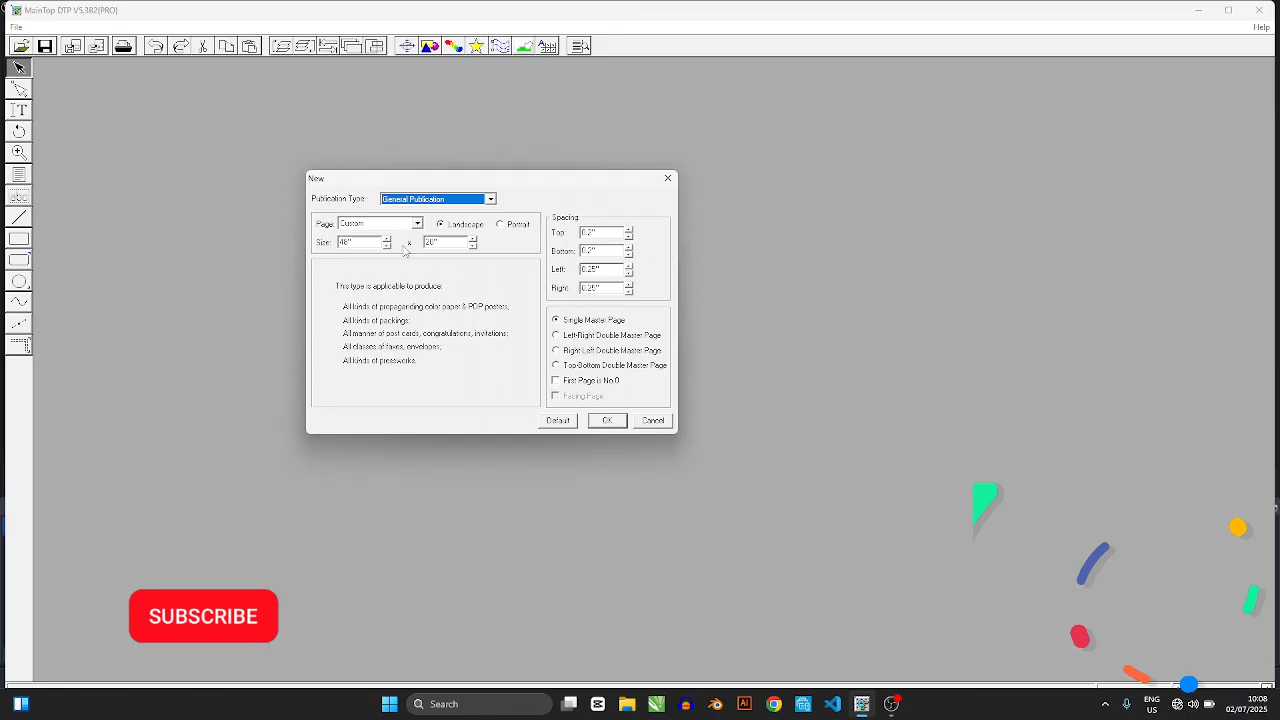 MainTop DTP V5.3B2(PRO)
File
Help
New
Publication Type:
General Publication
Page:
Custom
Landscape
Portrait
Size:
48"
x
20"
This type is applicable to produce:
All kinds of propaganding color paper & POP posters;
All kinds of packings;
All manner of post cards, congratulations, invitations;
All classes of faxes, envelopes;
All kinds of pressworks.
Spacing
Top:
0.2"
Bottom:
0.2"
Left:
0.25"
Right:
0.25"
Single Master Page
Left-Right Double Master Page
Right-Left Double Master Page
Top-Bottom Double Master Page
First Page is No.0
Facing Page
Default
OK
Cancel
SUBSCRIBE
Search
ENG
US
10:03
02/07/2025